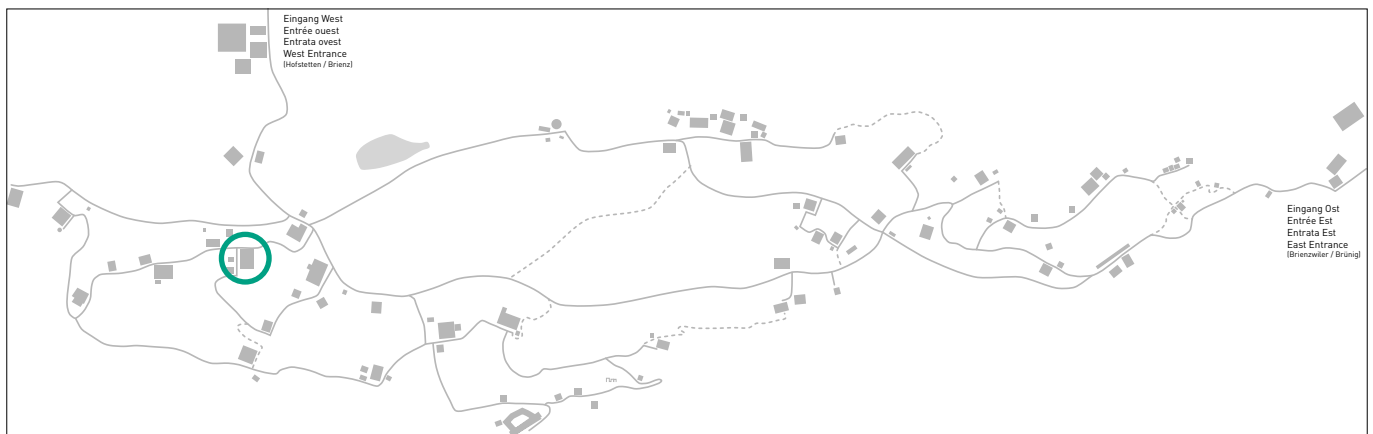 Eingang West
Entrée ouest
Entrata ovest
West Entrance
(Hofstetten / Brienz)
Eingang Ost
Entrée Est
Entrata Est
East Entrance
(Brienzwiler / Brünig)